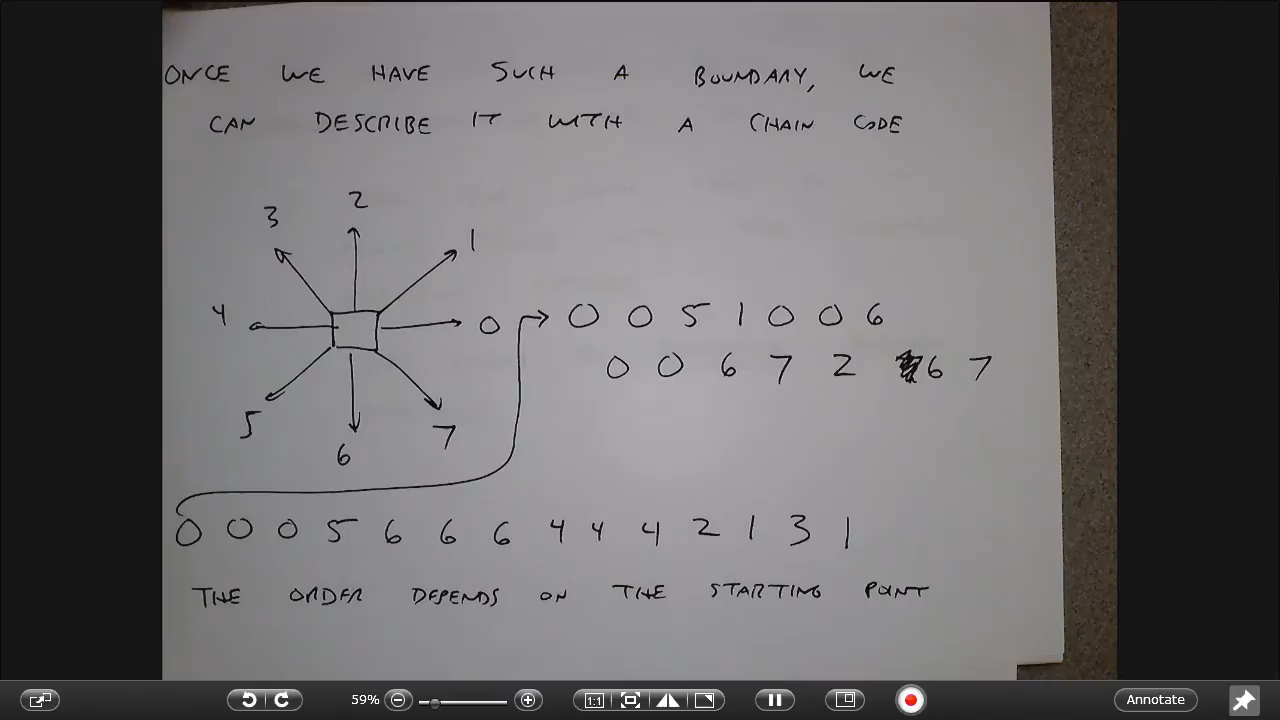 ONCE WE HAVE SUCH A BOUNDARY, WE
CAN DESCRIBE IT WITH A CHAIN CODE
3 2 1
4 0
5 6 7
0 0 5 1 0 0 6
0 0 6 7 2 6 7
0 0 0 5 6 6 6 4 4 4 2 1 3 1
THE ORDER DEPENDS ON THE STARTING POINT
59% 1:1 Annotate